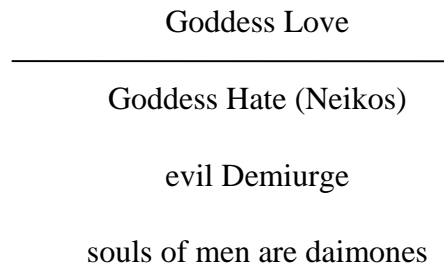 Goddess Love
Goddess Hate (Neikos)
evil Demiurge
souls of men are daimones